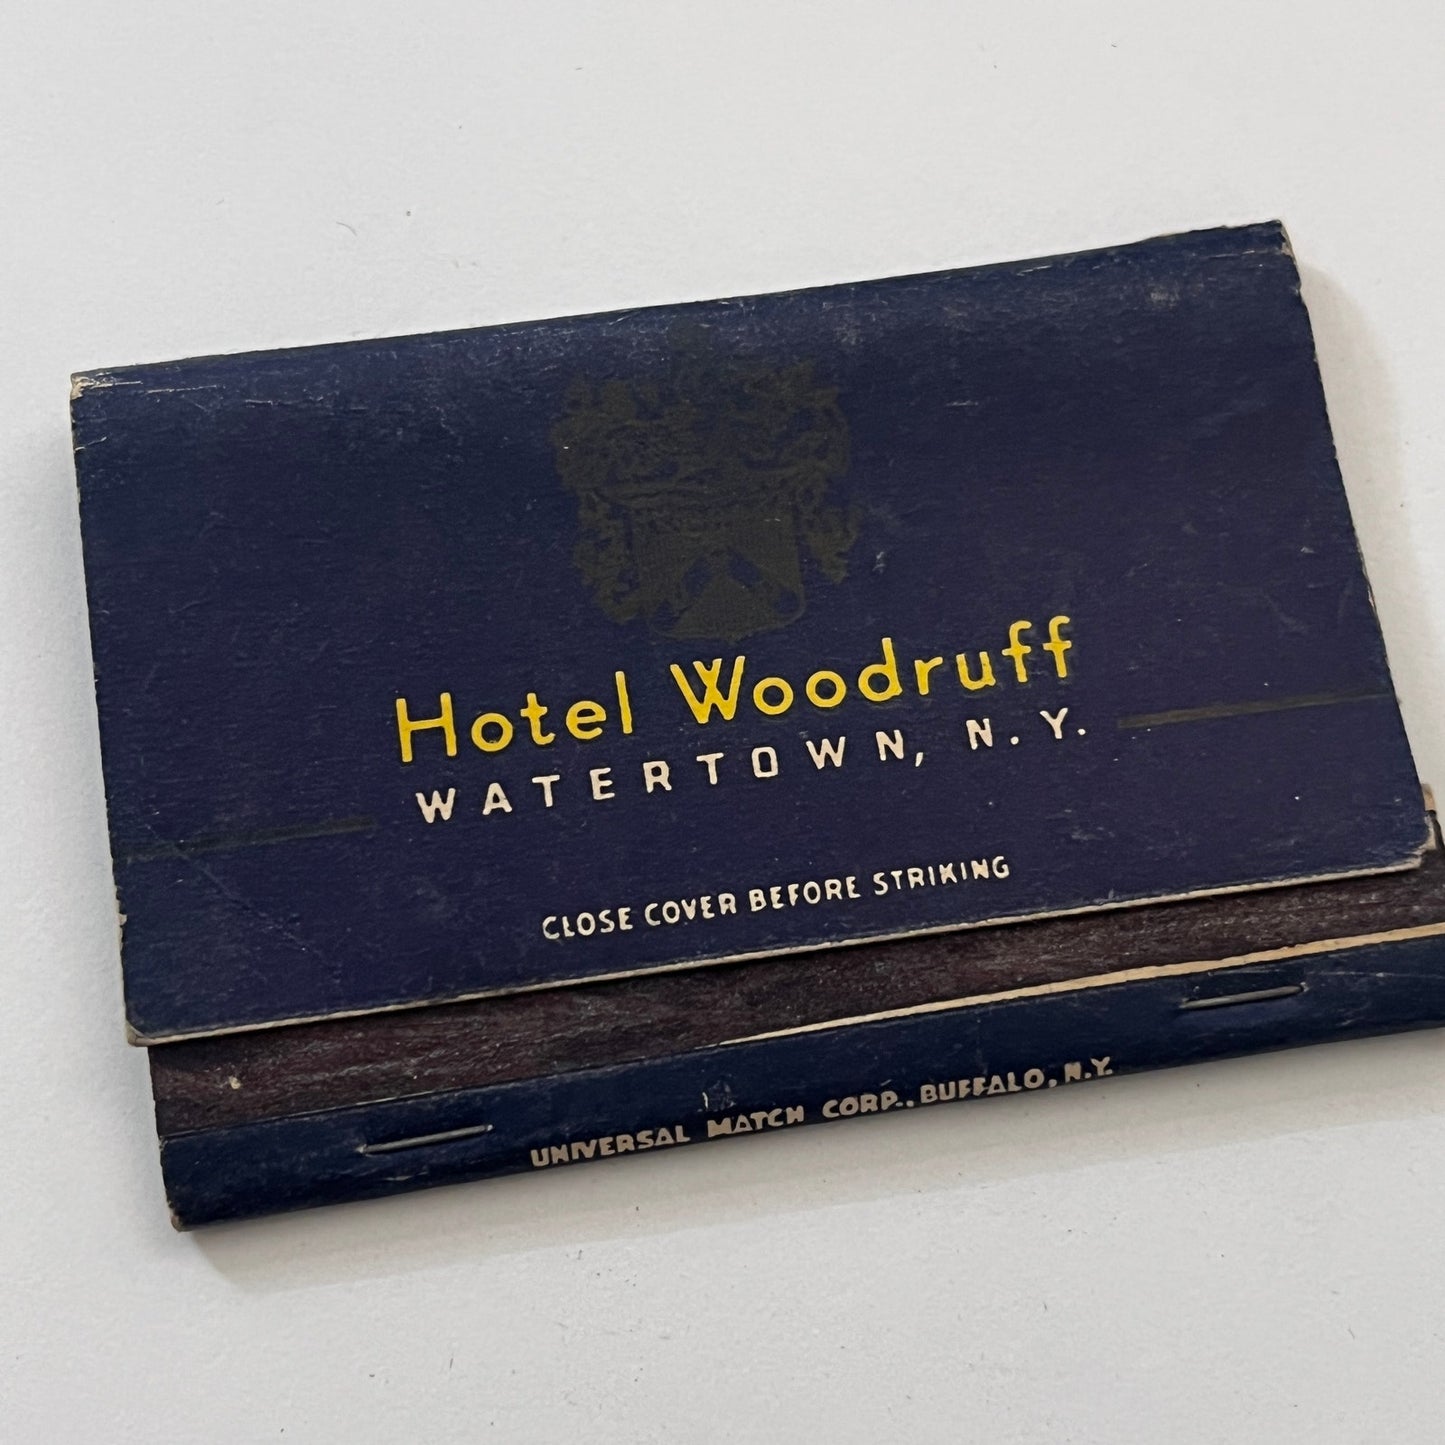 Hotel Woodruff
WATERTOWN, N.Y.
CLOSE COVER BEFORE STRIKING
UNIVERSAL MATCH CORP., BUFFALO, N.Y.